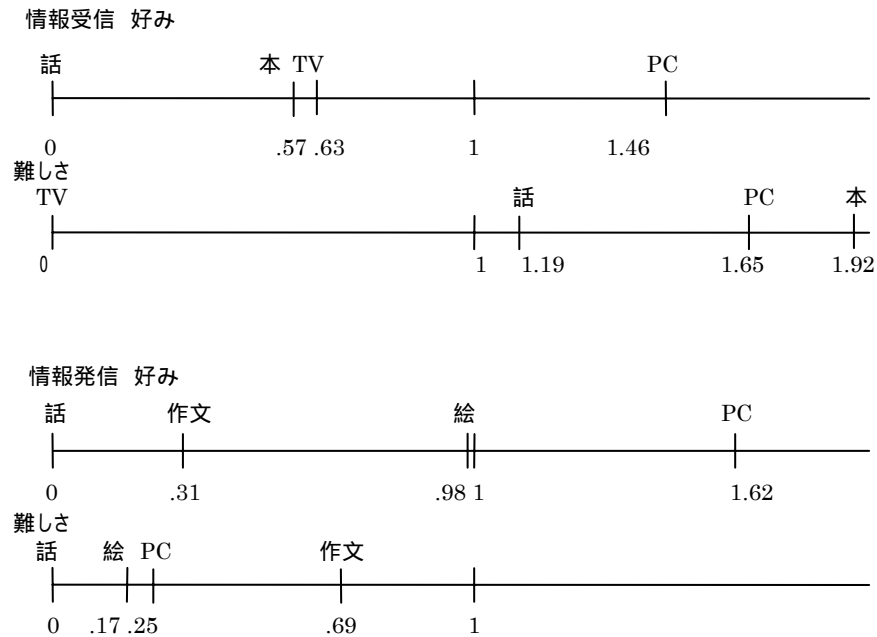 情報受信 好み
話 本 TV PC
0 .57 .63 1 1.46
難しさ
TV 話 PC 本
0 1 1.19 1.65 1.92
情報発信 好み
話 作文 絵 PC
0 .31 .98 1 1.62
難しさ
話 絵 PC 作文
0 .17 .25 .69 1